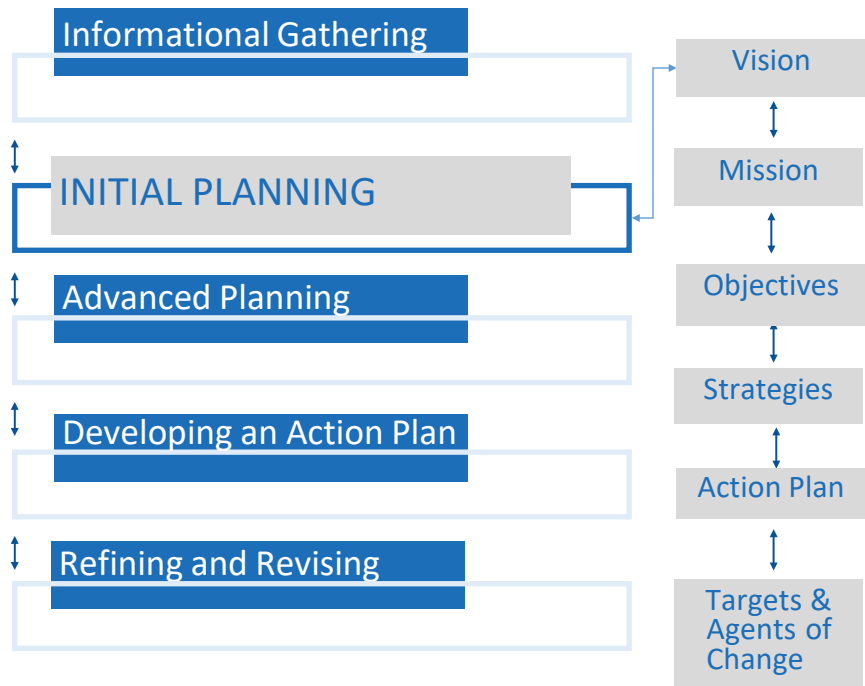 Informational Gathering
INITIAL PLANNING
Advanced Planning
Developing an Action Plan
Refining and Revising
Vision
Mission
Objectives
Strategies
Action Plan
Targets &
Agents of
Change